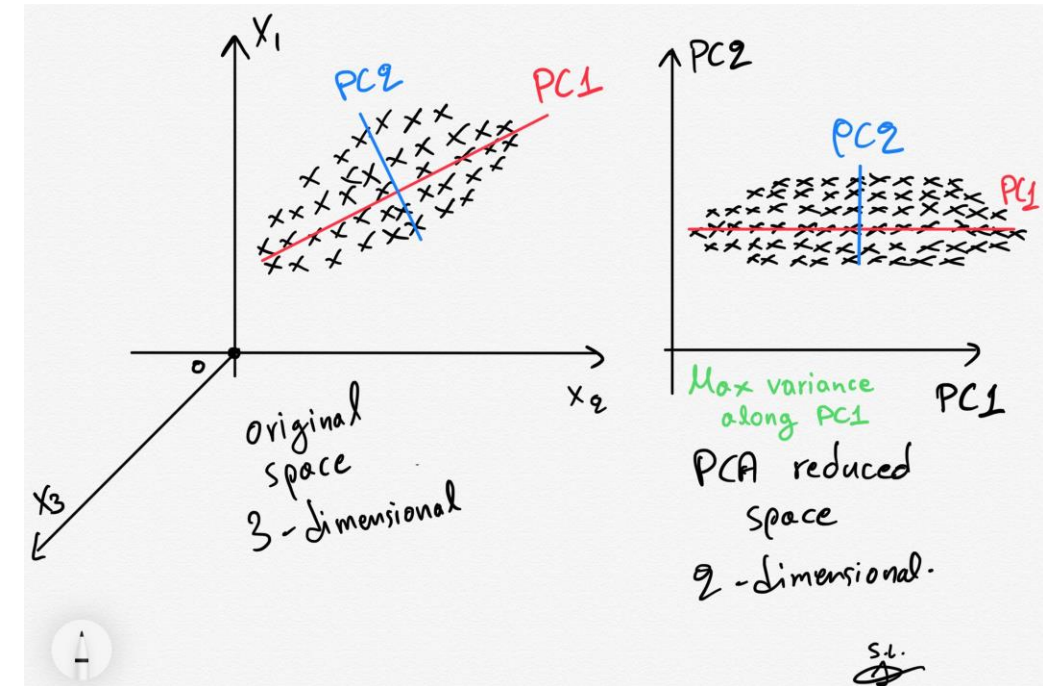 X₁
PC2
PC1
0
X₂
X₃
original
space
3-dimensional
PC2
PC2
PC1
PC1
Max variance
along PC1
PCA reduced
space
2-dimensional.
S.L.